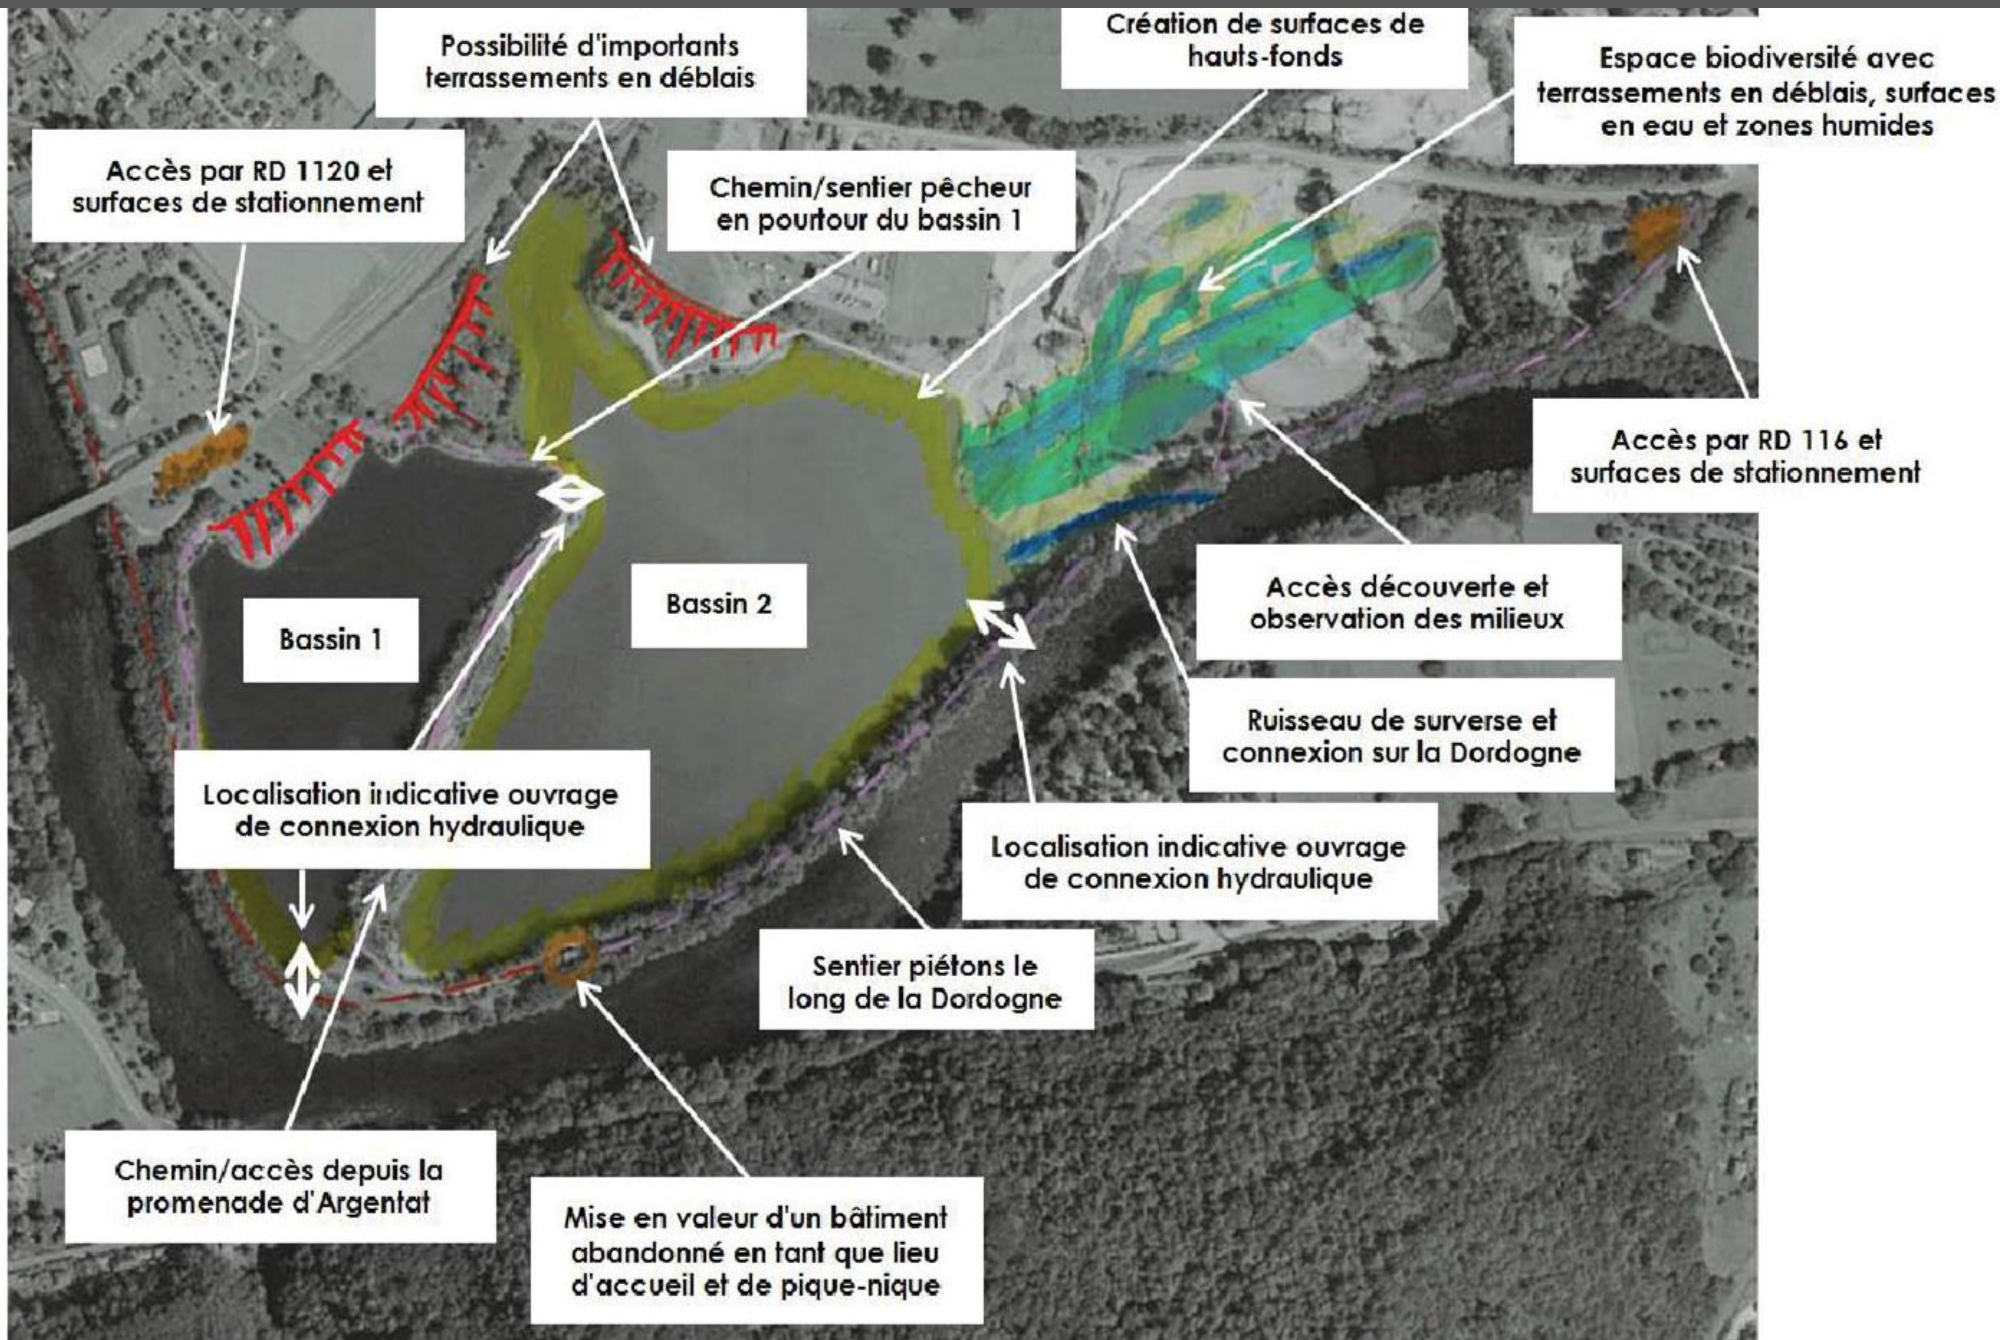 Possibilité d'importants
terrassements en déblais
Création de surfaces de
hauts-fonds
Espace biodiversité avec
terrassements en déblais, surfaces
en eau et zones humides
Accès par RD 1120 et
surfaces de stationnement
Chemin/sentier pêcheur
en pourtour du bassin 1
Accès par RD 116 et
surfaces de stationnement
Bassin 1
Bassin 2
Accès découverte et
observation des milieux
Ruisseau de surverse et
connexion sur la Dordogne
Localisation indicative ouvrage
de connexion hydraulique
Localisation indicative ouvrage
de connexion hydraulique
Sentier piétons le
long de la Dordogne
Chemin/accès depuis la
promenade d'Argentat
Mise en valeur d'un bâtiment
abandonné en tant que lieu
d'accueil et de pique-nique